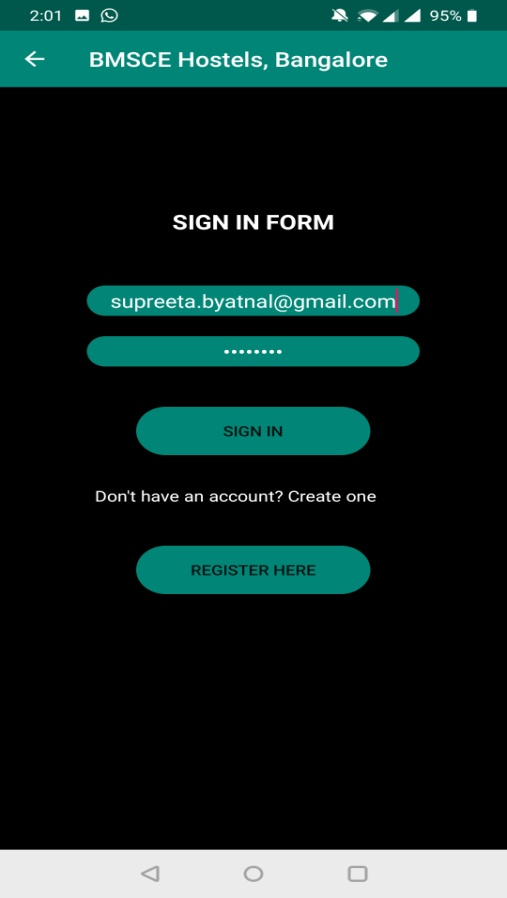 2:01 95%
BMSCE Hostels, Bangalore
SIGN IN FORM
supreeta.byatnal@gmail.com
••••••••
SIGN IN
Don't have an account? Create one
REGISTER HERE